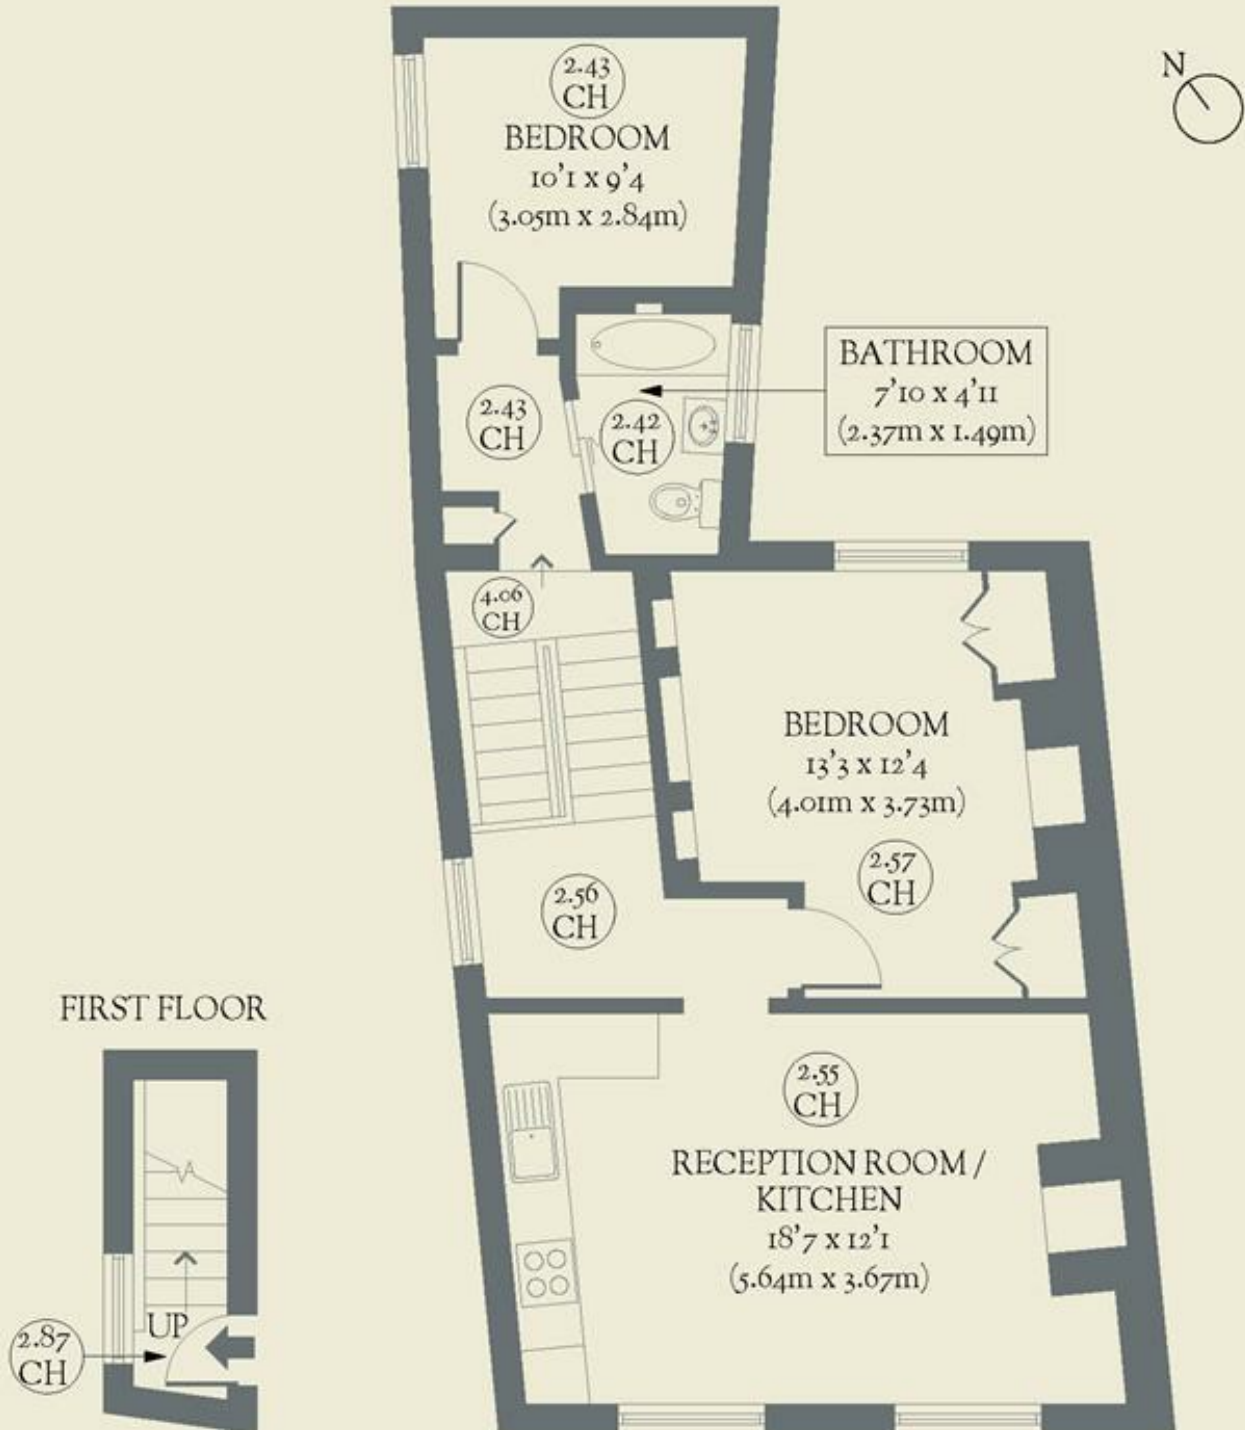 2.43
CH
BEDROOM
10'1 x 9'4
(3.05m x 2.84m)
N
BATHROOM
7'10 x 4'11
(2.37m x 1.49m)
2.43
CH
2.42
CH
4.06
CH
BEDROOM
13'3 x 12'4
(4.01m x 3.73m)
2.57
CH
2.56
CH
FIRST FLOOR
2.55
CH
RECEPTION ROOM /
KITCHEN
18'7 x 12'1
(5.64m x 3.67m)
UP
2.87
CH